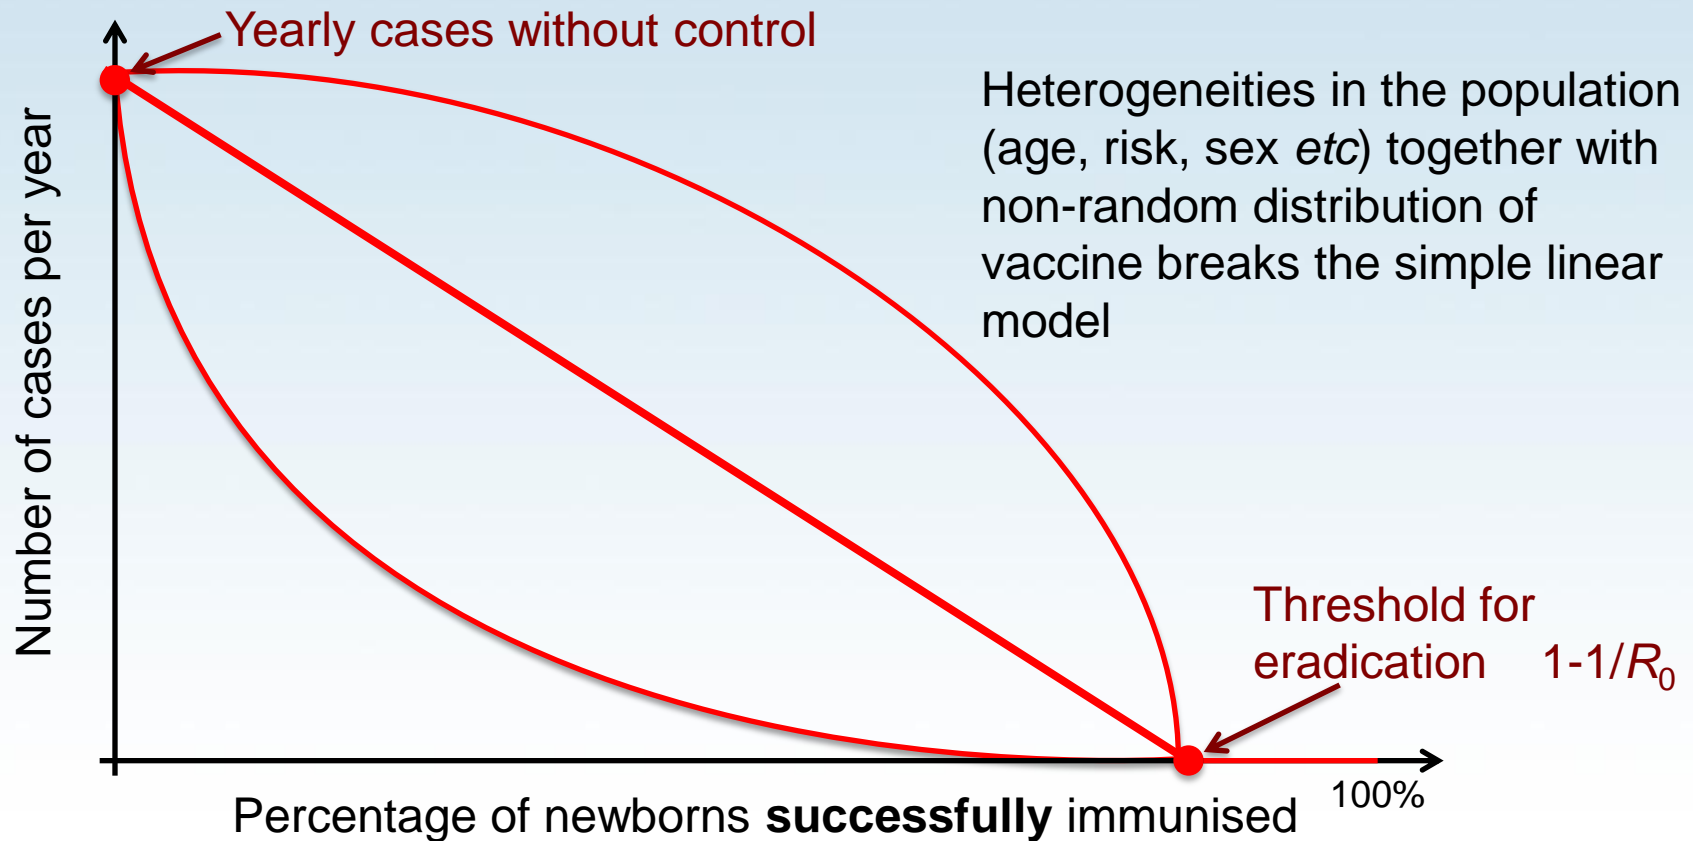 Yearly cases without control
Number of cases per year
Heterogeneities in the population
(age, risk, sex etc) together with
non-random distribution of
vaccine breaks the simple linear
model
Threshold for
eradication 1-1/R₀
100%
Percentage of newborns successfully immunised